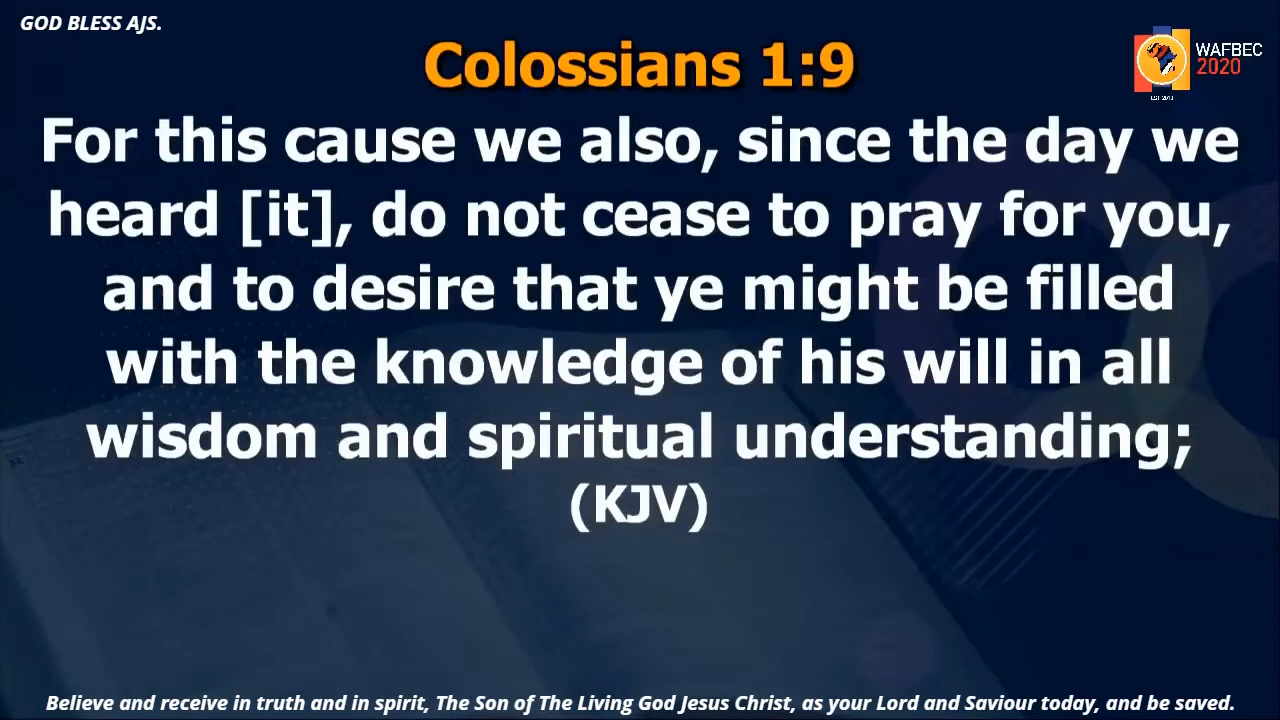 GOD BLESS AJS.
WAFBEC
2020
Colossians 1:9
For this cause we also, since the day we
heard [it], do not cease to pray for you,
and to desire that ye might be filled
with the knowledge of his will in all
wisdom and spiritual understanding;
(KJV)
Believe and receive in truth and in spirit, The Son of The Living God Jesus Christ, as your Lord and Saviour today, and be saved.